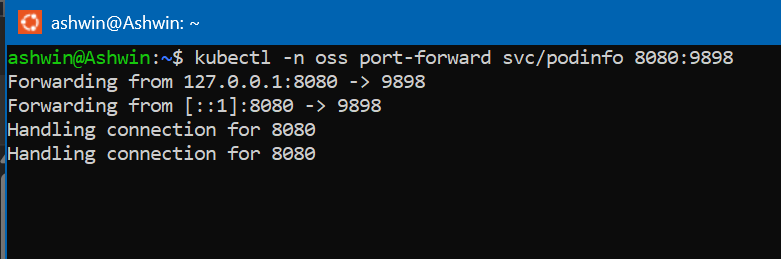 ashwin@Ashwin: ~
ashwin@Ashwin:~$ kubectl -n oss port-forward svc/podinfo 8080:9898
Forwarding from 127.0.0.1:8080 -> 9898
Forwarding from [::1]:8080 -> 9898
Handling connection for 8080
Handling connection for 8080